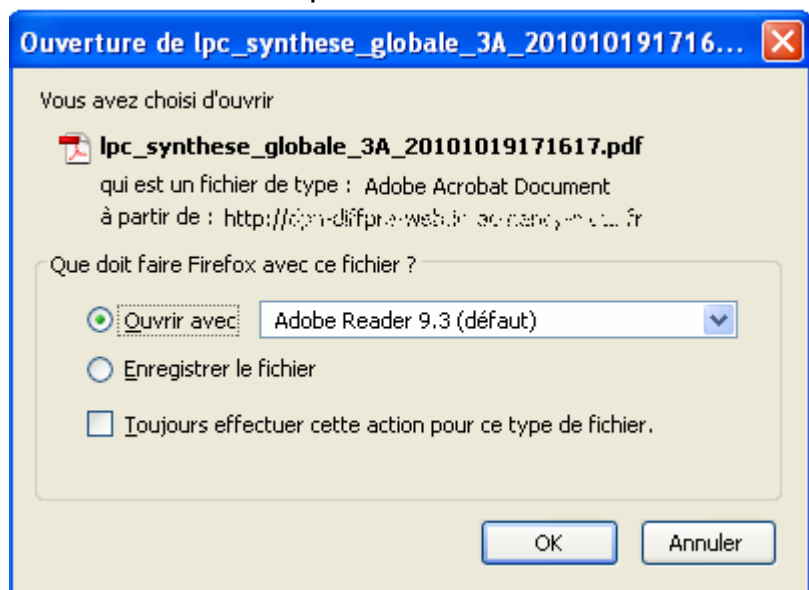 Ouverture de lpc_synthese_globale_3A_201010191716...
Vous avez choisi d'ouvrir
lpc_synthese_globale_3A_20101019171617.pdf
qui est un fichier de type : Adobe Acrobat Document
à partir de : http://
Que doit faire Firefox avec ce fichier ?
Ouvrir avec Adobe Reader 9.3 (défaut)
Enregistrer le fichier
Toujours effectuer cette action pour ce type de fichier.
OK Annuler